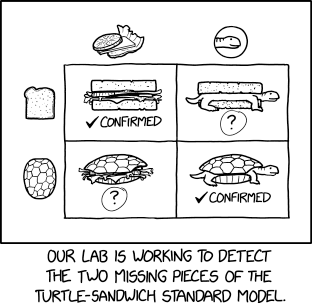 ✓ CONFIRMED
?
?
✓ CONFIRMED
OUR LAB IS WORKING TO DETECT
THE TWO MISSING PIECES OF THE
TURTLE-SANDWICH STANDARD MODEL.